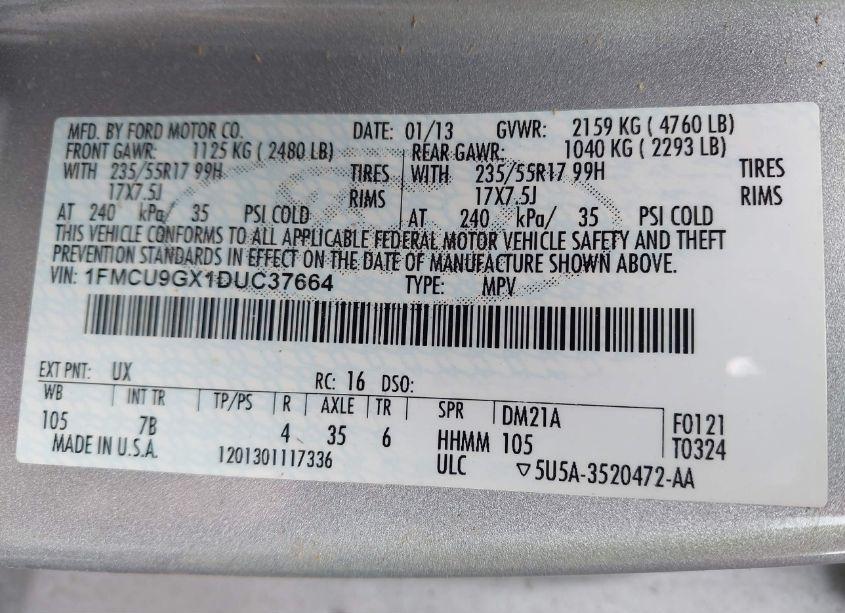 MFD. BY FORD MOTOR CO. DATE: 01/13 GVWR: 2159 KG ( 4760 LB)
FRONT GAWR: 1125 KG ( 2480 LB) REAR GAWR: 1040 KG ( 2293 LB)
WITH 235/55R17 99H TIRES WITH 235/55R17 99H TIRES
17X7.5J RIMS 17X7.5J RIMS
AT 240 kPa/ 35 PSI COLD AT 240 kPa/ 35 PSI COLD
THIS VEHICLE CONFORMS TO ALL APPLICABLE FEDERAL MOTOR VEHICLE SAFETY AND THEFT
PREVENTION STANDARDS IN EFFECT ON THE DATE OF MANUFACTURE SHOWN ABOVE.
VIN: 1FMCU9GX1DUC37664 TYPE: MPV
EXT PNT: UX RC: 16 DSO:
WB INT TR TP/PS R AXLE TR SPR DM21A F0121
105 7B 4 35 6 HHMM 105 T0324
MADE IN U.S.A. 1201301117336 ULC ▽5U5A-3520472-AA